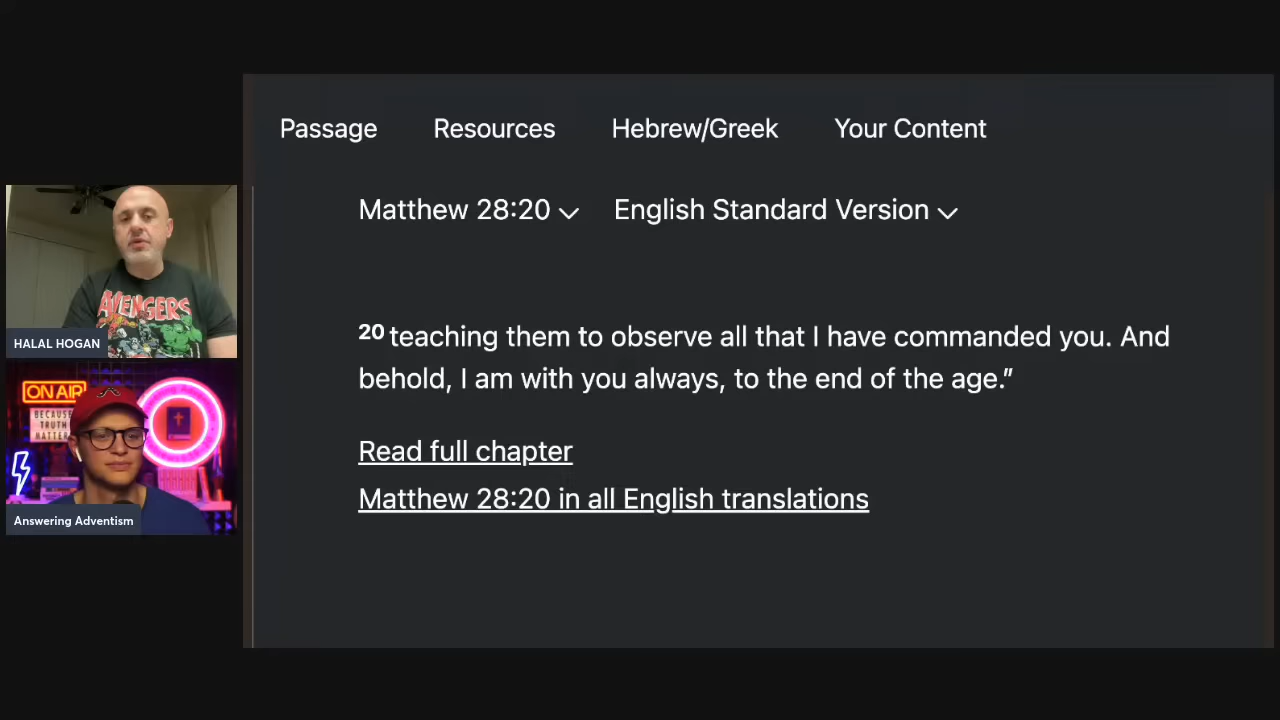 Passage
Resources
Hebrew/Greek
Your Content
Matthew 28:20
English Standard Version
20 teaching them to observe all that I have commanded you. And
behold, I am with you always, to the end of the age.”
Read full chapter
Matthew 28:20 in all English translations
AVENGERS
HALAL HOGAN
ON AIR
BECAUSE
TRUTH
MATTER
Answering Adventism